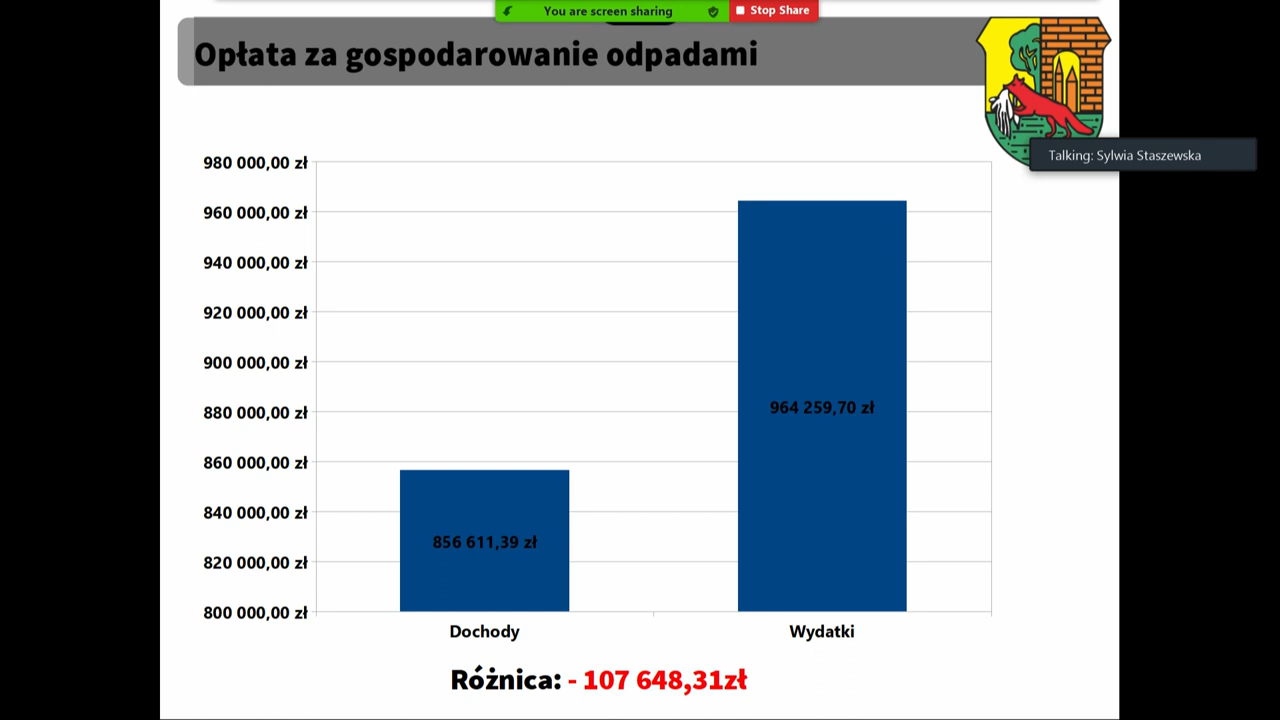 You are screen sharing
Stop Share
Opłata za gospodarowanie odpadami
Talking: Sylwia Staszewska
980 000,00 zł
960 000,00 zł
940 000,00 zł
920 000,00 zł
900 000,00 zł
880 000,00 zł
860 000,00 zł
840 000,00 zł
820 000,00 zł
800 000,00 zł
964 259,70 zł
856 611,39 zł
Dochody
Wydatki
Różnica: - 107 648,31zł